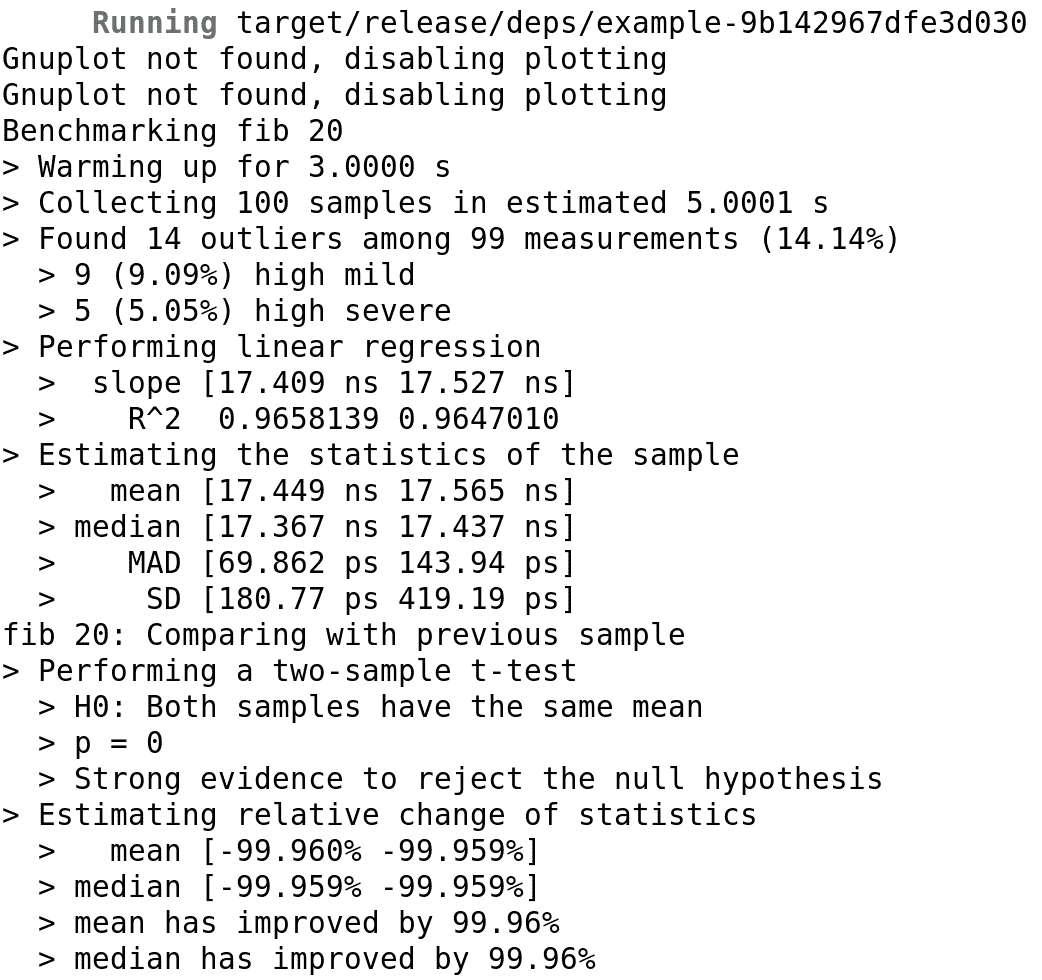 Running target/release/deps/example-9b142967dfe3d030
Gnuplot not found, disabling plotting
Gnuplot not found, disabling plotting
Benchmarking fib 20
> Warming up for 3.0000 s
> Collecting 100 samples in estimated 5.0001 s
> Found 14 outliers among 99 measurements (14.14%)
  > 9 (9.09%) high mild
  > 5 (5.05%) high severe
> Performing linear regression
  >  slope [17.409 ns 17.527 ns]
  >    R^2  0.9658139 0.9647010
> Estimating the statistics of the sample
  >   mean [17.449 ns 17.565 ns]
  > median [17.367 ns 17.437 ns]
  >    MAD [69.862 ps 143.94 ps]
  >     SD [180.77 ps 419.19 ps]
fib 20: Comparing with previous sample
> Performing a two-sample t-test
  > H0: Both samples have the same mean
  > p = 0
  > Strong evidence to reject the null hypothesis
> Estimating relative change of statistics
  >   mean [-99.960% -99.959%]
  > median [-99.959% -99.959%]
  > mean has improved by 99.96%
  > median has improved by 99.96%